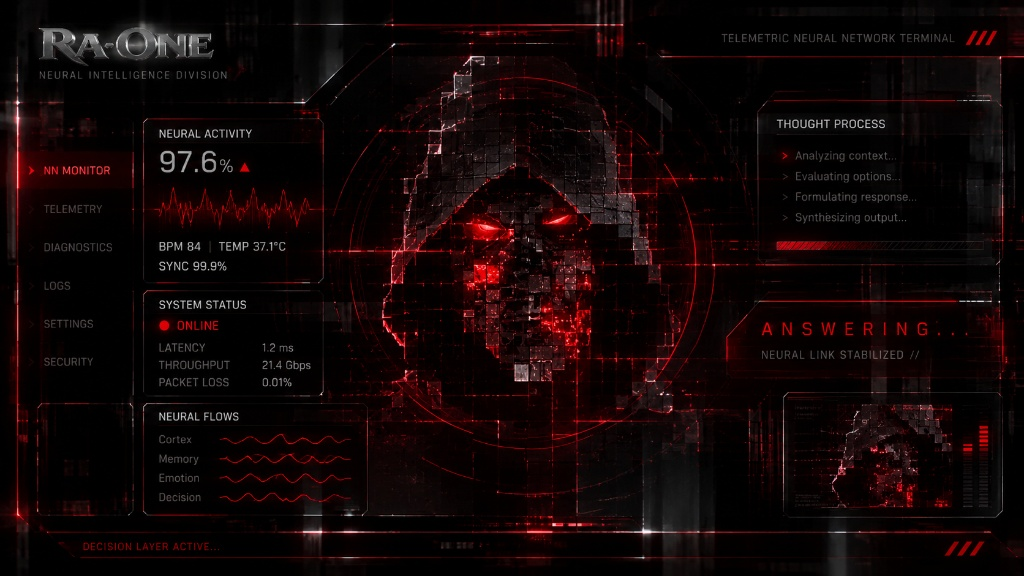 RA-ONE
NEURAL INTELLIGENCE DIVISION
TELEMETRIC NEURAL NETWORK TERMINAL
NN MONITOR
TELEMETRY
DIAGNOSTICS
LOGS
SETTINGS
SECURITY
NEURAL ACTIVITY
97.6%
BPM 84 | TEMP 37.1°C
SYNC 99.9%
SYSTEM STATUS
ONLINE
LATENCY 1.2 ms
THROUGHPUT 21.4 Gbps
PACKET LOSS 0.01%
NEURAL FLOWS
Cortex
Memory
Emotion
Decision
THOUGHT PROCESS
> Analyzing context...
> Evaluating options...
> Formulating response...
> Synthesizing output...
ANSWERING...
NEURAL LINK STABILIZED //
DECISION LAYER ACTIVE...